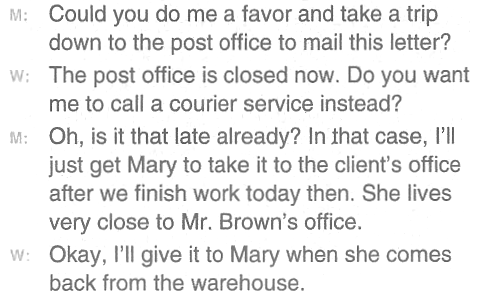 M: Could you do me a favor and take a trip
down to the post office to mail this letter?
W: The post office is closed now. Do you want
me to call a courier service instead?
M: Oh, is it that late already? In that case, I'll
just get Mary to take it to the client's office
after we finish work today then. She lives
very close to Mr. Brown's office.
W: Okay, I'll give it to Mary when she comes
back from the warehouse.